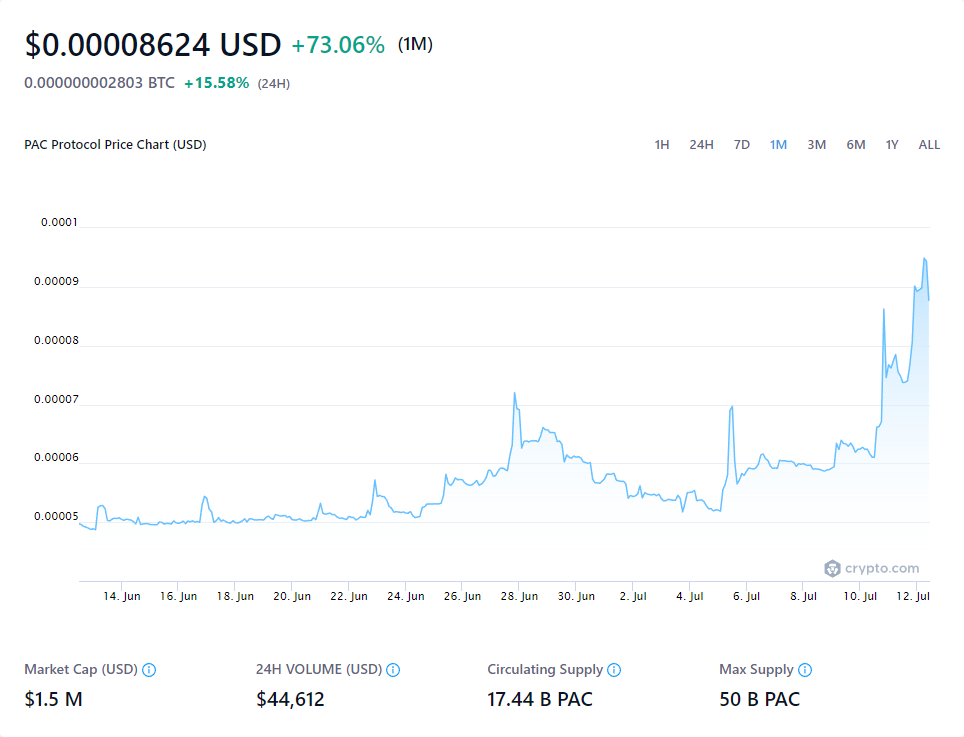 $0.00008624 USD +73.06% (1M)
0.000000002803 BTC +15.58% (24H)
PAC Protocol Price Chart (USD) 1H 24H 7D 1M 3M 6M 1Y ALL
0.0001
0.00009
0.00008
0.00007
0.00006
0.00005
crypto.com
14. Jun 16. Jun 18. Jun 20. Jun 22. Jun 24. Jun 26. Jun 28. Jun 30. Jun 2. Jul 4. Jul 6. Jul 8. Jul 10. Jul 12. Jul
Market Cap (USD) 24H VOLUME (USD) Circulating Supply Max Supply
$1.5 M $44,612 17.44 B PAC 50 B PAC